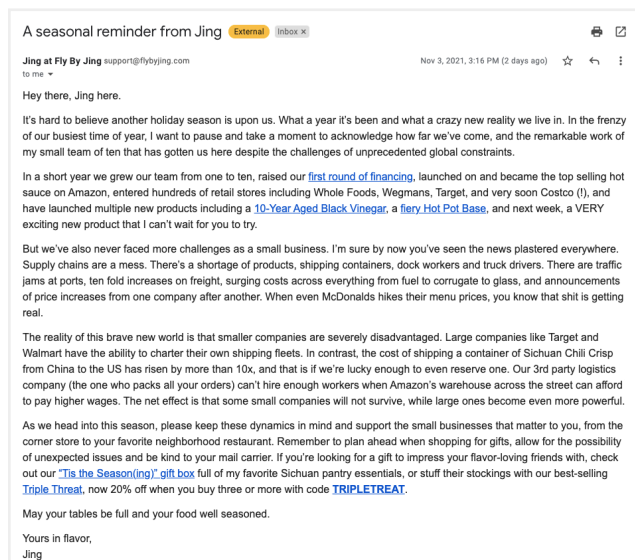 A seasonal reminder from Jing External Inbox ×
Jing at Fly By Jing support@flybyjing.com Nov 3, 2021, 3:16 PM (2 days ago)
to me
Hey there, Jing here.
It's hard to believe another holiday season is upon us. What a year it's been and what a crazy new reality we live in. In the frenzy
of our busiest time of year, I want to pause and take a moment to acknowledge how far we've come, and the remarkable work of
my small team of ten that has gotten us here despite the challenges of unprecedented global constraints.
In a short year we grew our team from one to ten, raised our first round of financing, launched on and became the top selling hot
sauce on Amazon, entered hundreds of retail stores including Whole Foods, Wegmans, Target, and very soon Costco (!), and
have launched multiple new products including a 10-Year Aged Black Vinegar, a fiery Hot Pot Base, and next week, a VERY
exciting new product that I can't wait for you to try.
But we've also never faced more challenges as a small business. I'm sure by now you've seen the news plastered everywhere.
Supply chains are a mess. There's a shortage of products, shipping containers, dock workers and truck drivers. There are traffic
jams at ports, ten fold increases on freight, surging costs across everything from fuel to corrugate to glass, and announcements
of price increases from one company after another. When even McDonalds hikes their menu prices, you know that shit is getting
real.
The reality of this brave new world is that smaller companies are severely disadvantaged. Large companies like Target and
Walmart have the ability to charter their own shipping fleets. In contrast, the cost of shipping a container of Sichuan Chili Crisp
from China to the US has risen by more than 10x, and that is if we're lucky enough to even reserve one. Our 3rd party logistics
company (the one who packs all your orders) can't hire enough workers when Amazon's warehouse across the street can afford
to pay higher wages. The net effect is that some small companies will not survive, while large ones become even more powerful.
As we head into this season, please keep these dynamics in mind and support the small businesses that matter to you, from the
corner store to your favorite neighborhood restaurant. Remember to plan ahead when shopping for gifts, allow for the possibility
of unexpected issues and be kind to your mail carrier. If you're looking for a gift to impress your flavor-loving friends with, check
out our "Tis the Season(ing)" gift box full of my favorite Sichuan pantry essentials, or stuff their stockings with our best-selling
Triple Threat, now 20% off when you buy three or more with code TRIPLETREAT.
May your tables be full and your food well seasoned.
Yours in flavor,
Jing